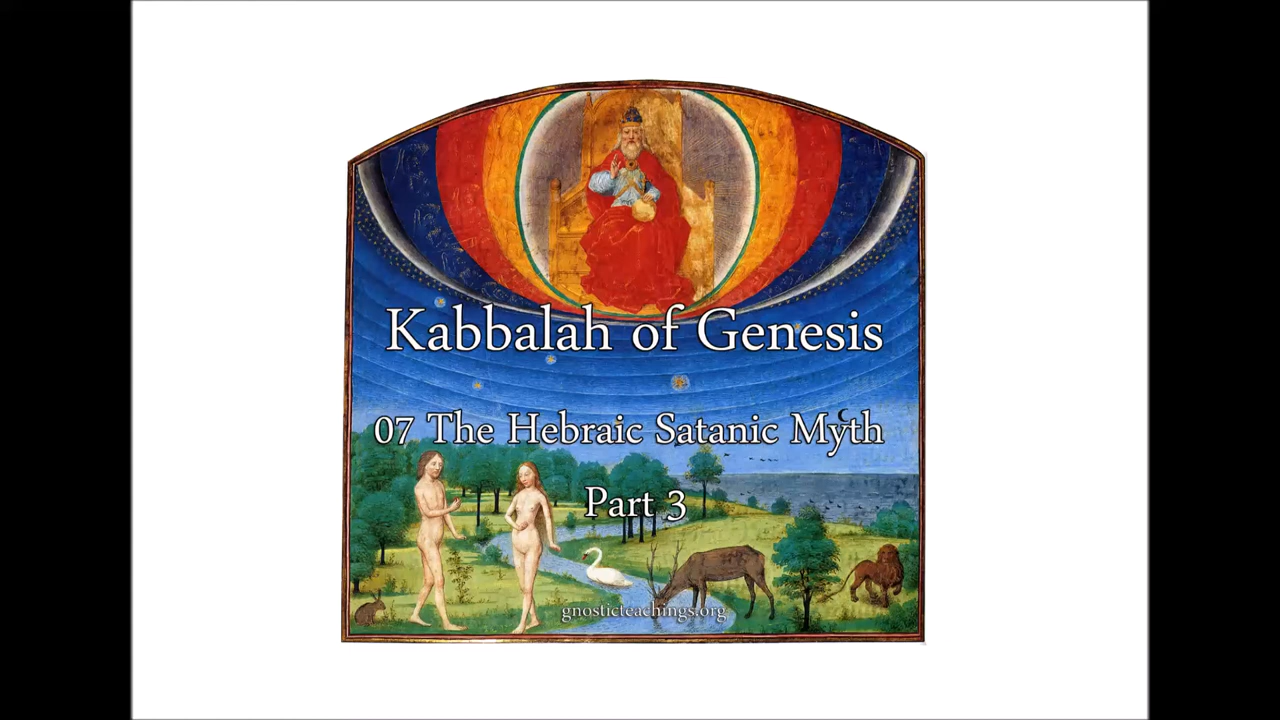 Kabbalah of Genesis
07 The Hebraic Satanic Myth
Part 3
gnosticteachings.org